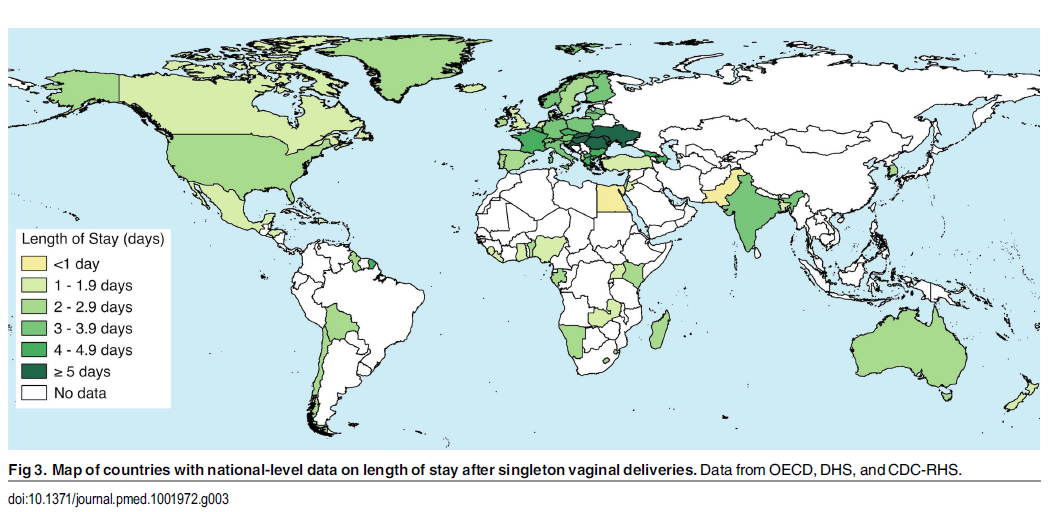 Length of Stay (days)
<1 day
1 - 1.9 days
2 - 2.9 days
3 - 3.9 days
4 - 4.9 days
≥ 5 days
No data
Fig 3. Map of countries with national-level data on length of stay after singleton vaginal deliveries. Data from OECD, DHS, and CDC-RHS.
doi:10.1371/journal.pmed.1001972.g003